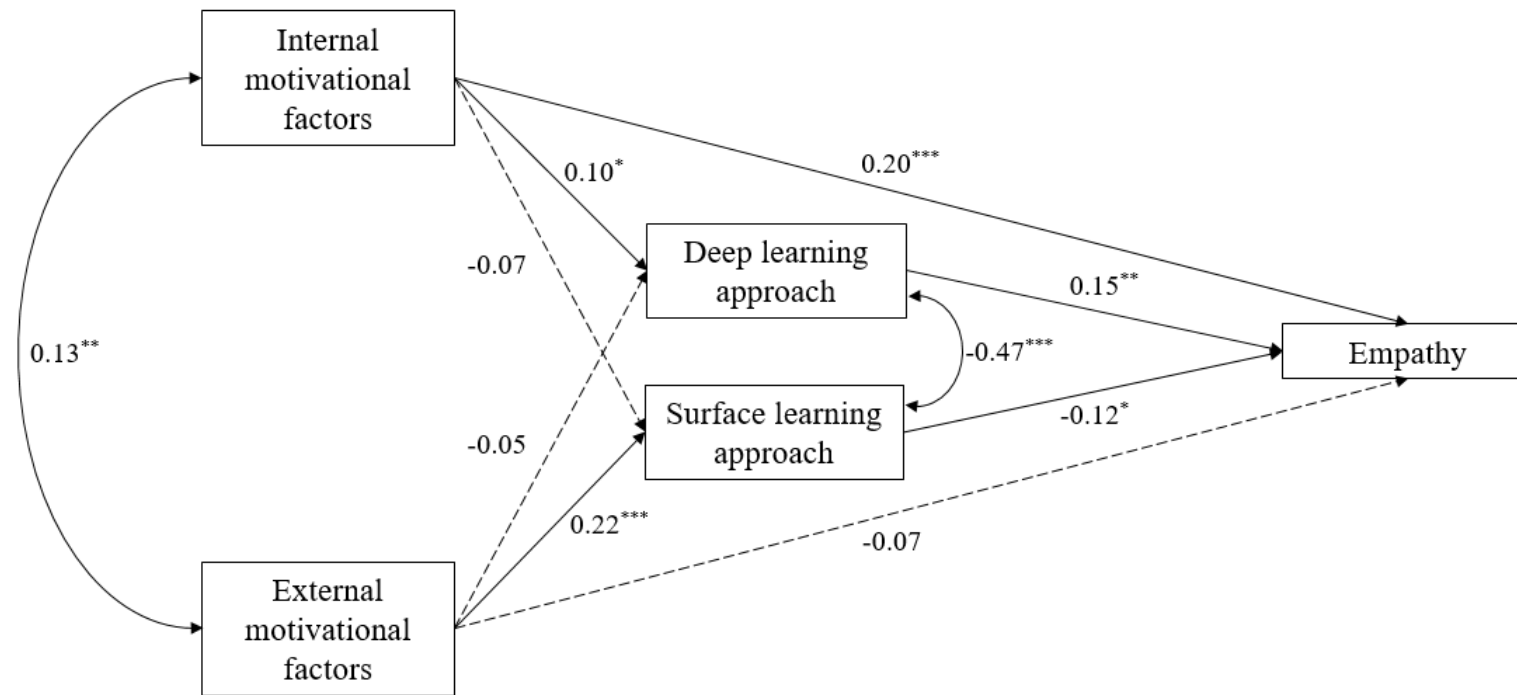 Internal
motivational
factors
0.20***
0.10*
Deep learning
approach
-0.07
0.15**
0.13**
-0.47***
Empathy
Surface learning
approach
-0.12*
-0.05
0.22***
-0.07
External
motivational
factors